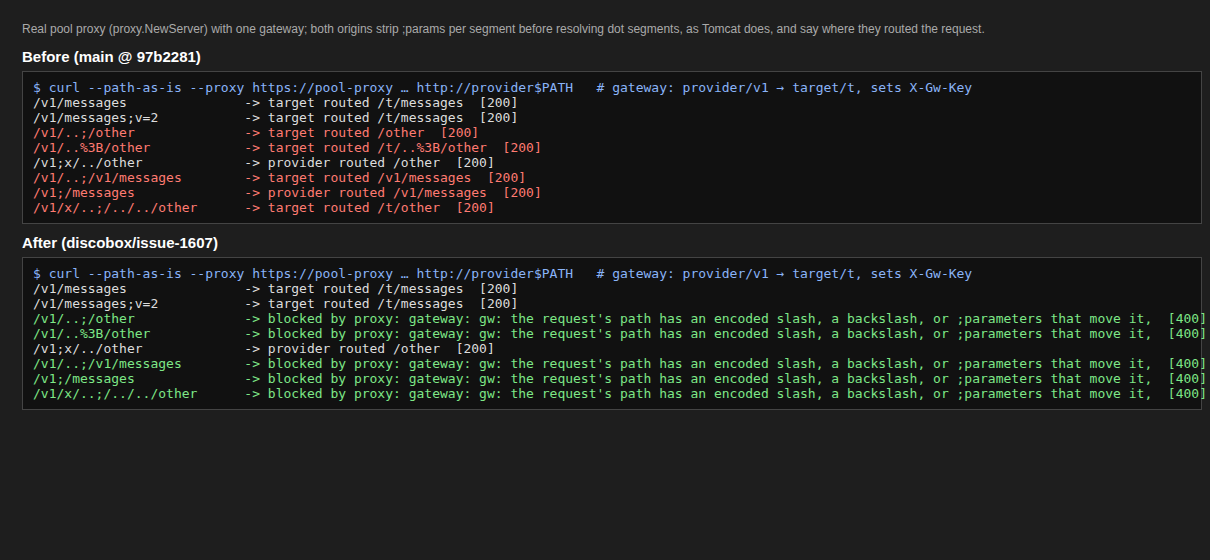 Real pool proxy (proxy.NewServer) with one gateway; both origins strip ;params per segment before resolving dot segments, as Tomcat does, and say where they routed the request.
Before (main @ 97b2281)
$ curl --path-as-is --proxy https://pool-proxy … http://provider$PATH   # gateway: provider/v1 → target/t, sets X-Gw-Key
/v1/messages               -> target routed /t/messages  [200]
/v1/messages;v=2           -> target routed /t/messages  [200]
/v1/..;/other              -> target routed /other  [200]
/v1/..%3B/other            -> target routed /t/..%3B/other  [200]
/v1;x/../other             -> provider routed /other  [200]
/v1/..;/v1/messages        -> target routed /v1/messages  [200]
/v1;/messages              -> provider routed /v1/messages  [200]
/v1/x/..;/../../other      -> target routed /t/other  [200]
After (discobox/issue-1607)
$ curl --path-as-is --proxy https://pool-proxy … http://provider$PATH   # gateway: provider/v1 → target/t, sets X-Gw-Key
/v1/messages               -> target routed /t/messages  [200]
/v1/messages;v=2           -> target routed /t/messages  [200]
/v1/..;/other              -> blocked by proxy: gateway: gw: the request's path has an encoded slash, a backslash, or ;parameters that move it,  [400]
/v1/..%3B/other            -> blocked by proxy: gateway: gw: the request's path has an encoded slash, a backslash, or ;parameters that move it,  [400]
/v1;x/../other             -> provider routed /other  [200]
/v1/..;/v1/messages        -> blocked by proxy: gateway: gw: the request's path has an encoded slash, a backslash, or ;parameters that move it,  [400]
/v1;/messages              -> blocked by proxy: gateway: gw: the request's path has an encoded slash, a backslash, or ;parameters that move it,  [400]
/v1/x/..;/../../other      -> blocked by proxy: gateway: gw: the request's path has an encoded slash, a backslash, or ;parameters that move it,  [400]